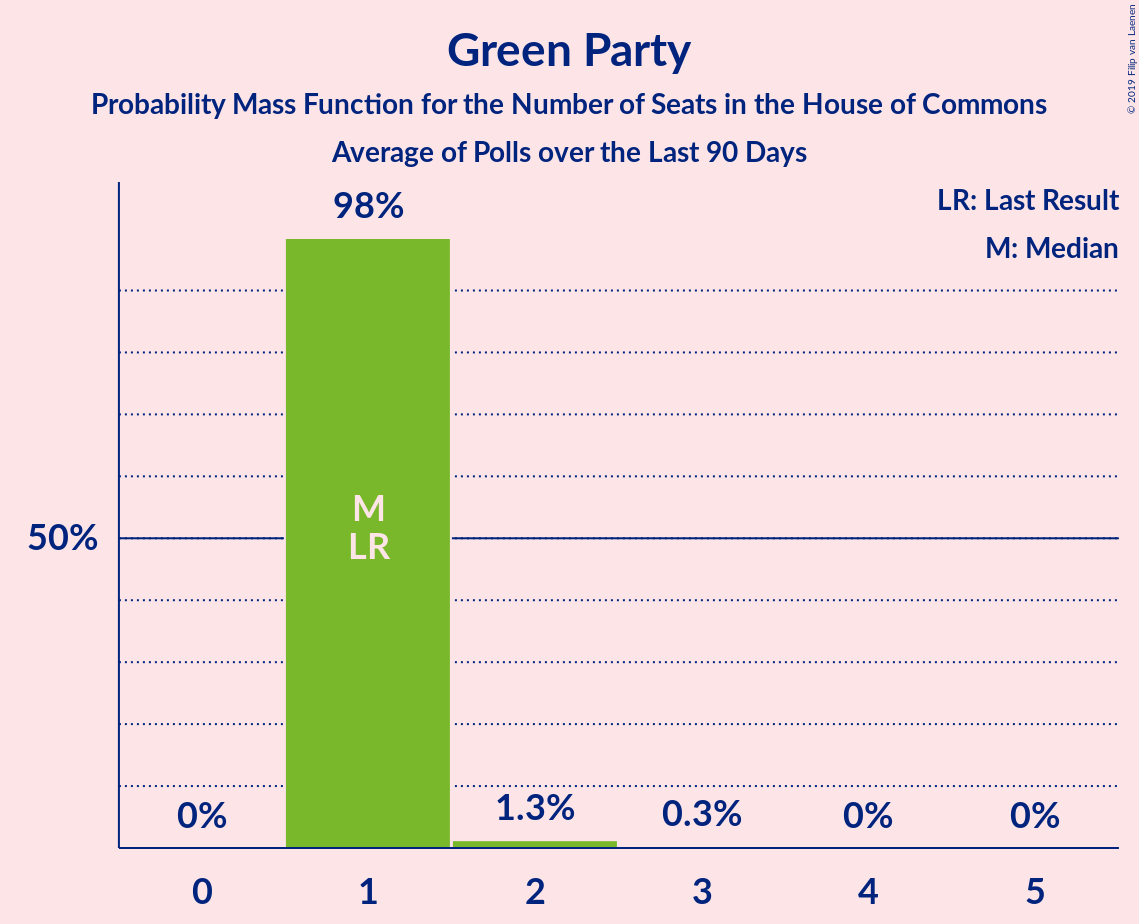 Green Party
Probability Mass Function for the Number of Seats in the House of Commons
Average of Polls over the Last 90 Days
© 2019 Filip van Laenen
LR: Last Result
M: Median
98%
M
LR
50%
0%
1.3%
0.3%
0%
0%
0 1 2 3 4 5